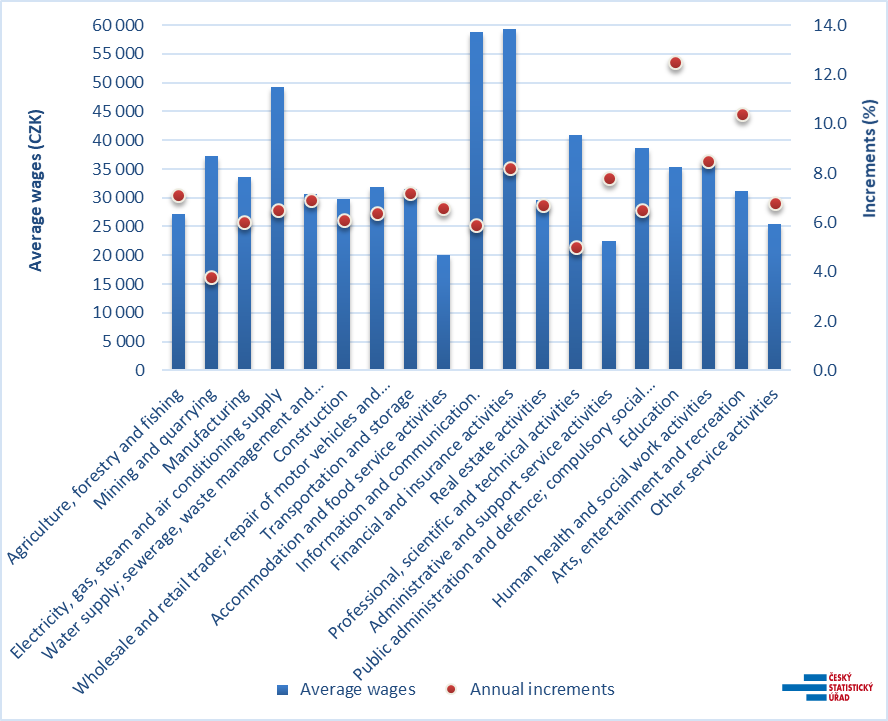 60 000
55 000
50 000
45 000
40 000
35 000
30 000
25 000
20 000
15 000
10 000
5 000
0
Average wages (CZK)
14.0
12.0
10.0
8.0
6.0
4.0
2.0
0.0
Increments (%)
Agriculture, forestry and fishing
Mining and quarrying
Manufacturing
Electricity, gas, steam and air conditioning supply
Water supply; sewerage, waste management and...
Construction
Wholesale and retail trade; repair of motor vehicles and...
Transportation and storage
Accommodation and food service activities
Information and communication.
Financial and insurance activities
Real estate activities
Professional, scientific and technical activities
Administrative and support service activities
Public administration and defence; compulsory social...
Education
Human health and social work activities
Arts, entertainment and recreation
Other service activities
Average wages
Annual increments
ČESKÝ
STATISTICKÝ
ÚŘAD